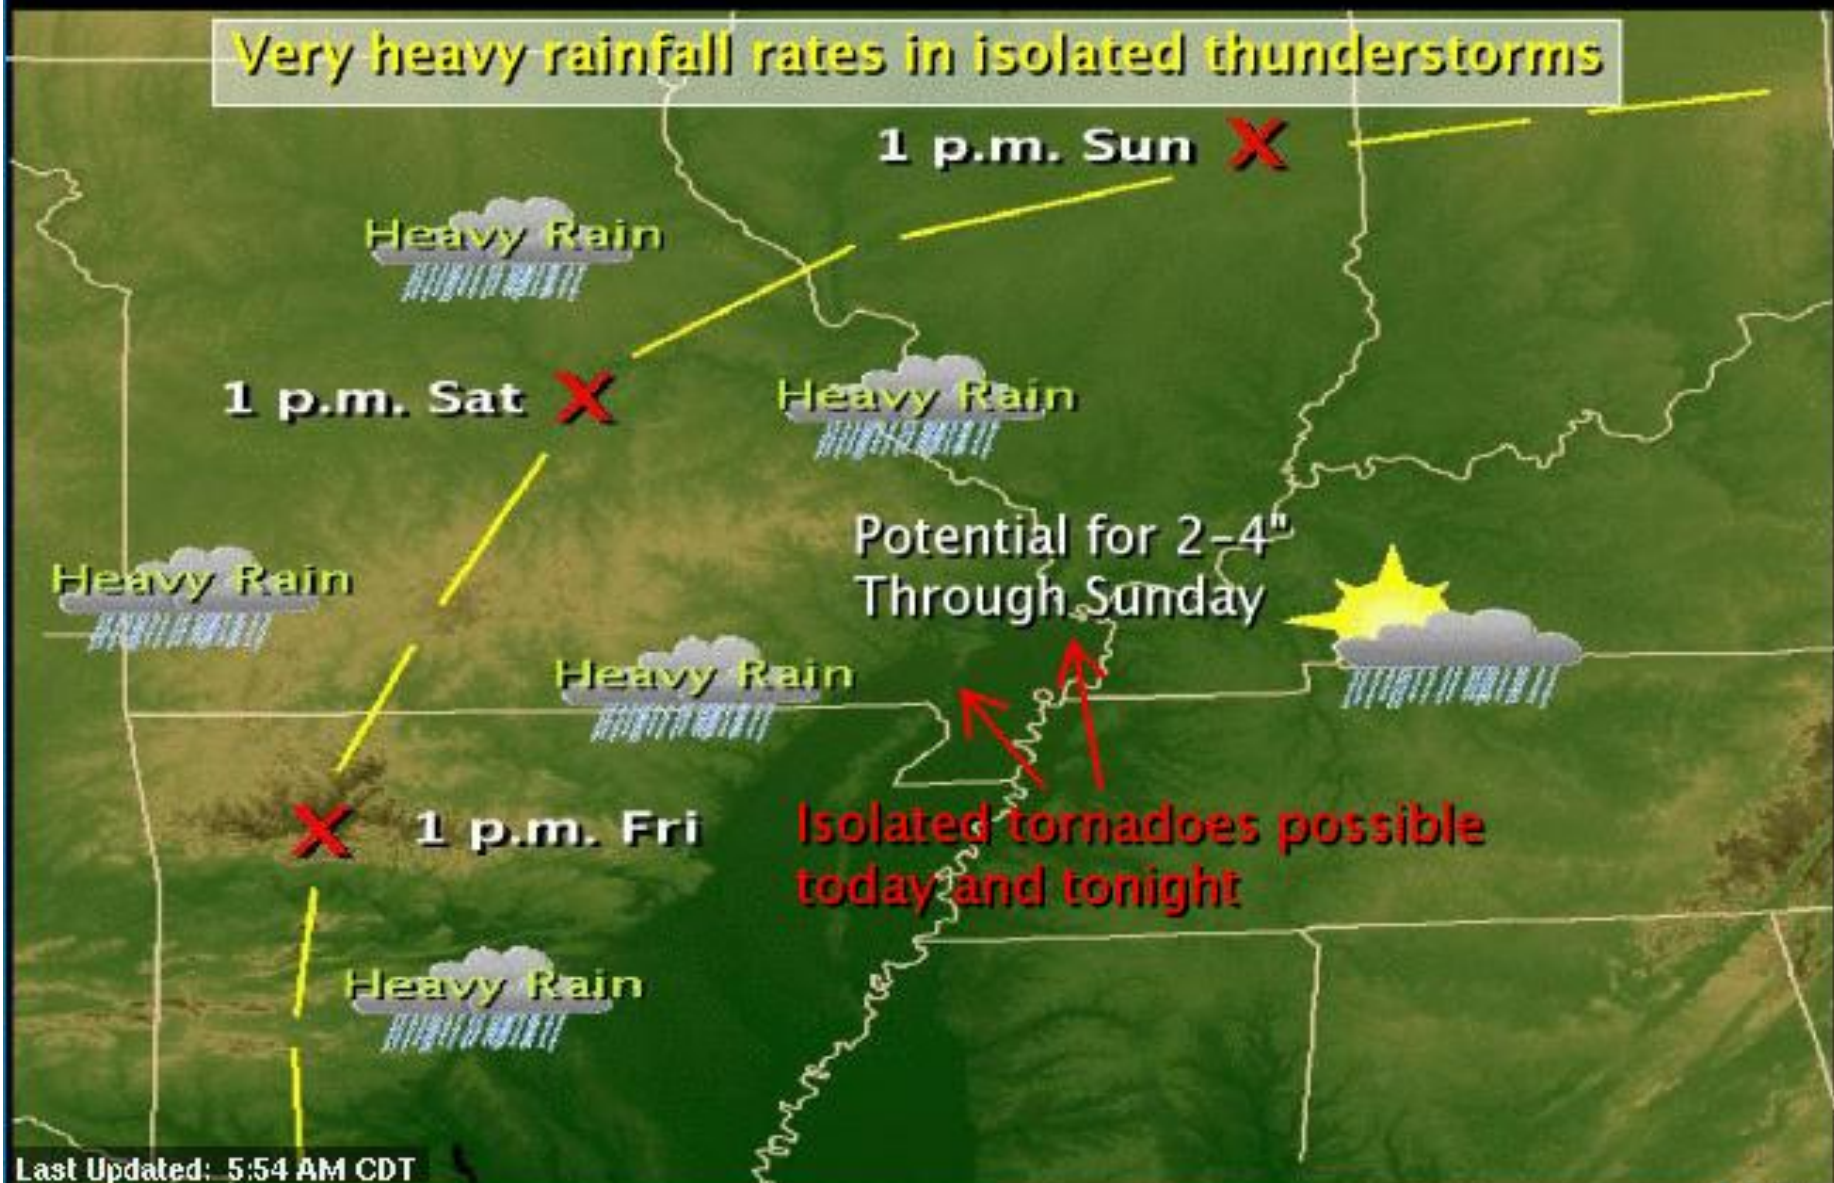 Very heavy rainfall rates in isolated thunderstorms
1 p.m. Sun
Heavy Rain
1 p.m. Sat
Heavy Rain
Potential for 2-4"
Through Sunday
Heavy Rain
Heavy Rain
1 p.m. Fri
Isolated tornadoes possible
today and tonight
Heavy Rain
Last Updated: 5:54 AM CDT